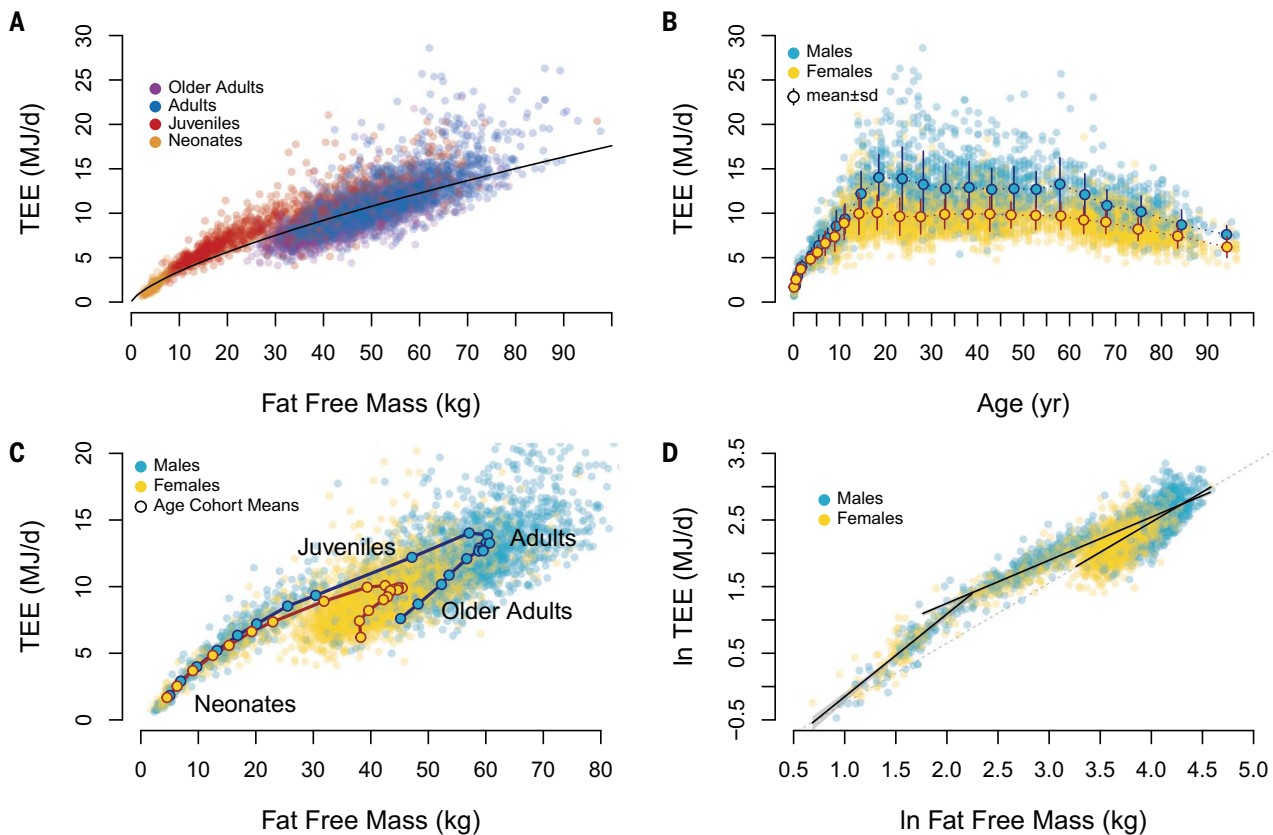 A
TEE (MJ/d)
30
25
20
15
10
5
0
Older Adults
Adults
Juveniles
Neonates
0 10 20 30 40 50 60 70 80 90
Fat Free Mass (kg)
B
TEE (MJ/d)
30
25
20
15
10
5
0
Males
Females
mean±sd
0 10 20 30 40 50 60 70 80 90
Age (yr)
C
TEE (MJ/d)
20
15
10
5
0
Males
Females
Age Cohort Means
Juveniles
Adults
Older Adults
Neonates
0 10 20 30 40 50 60 70 80
Fat Free Mass (kg)
D
ln TEE (MJ/d)
3.5
2.5
1.5
0.5
−0.5
Males
Females
0.5 1.0 1.5 2.0 2.5 3.0 3.5 4.0 4.5 5.0
ln Fat Free Mass (kg)